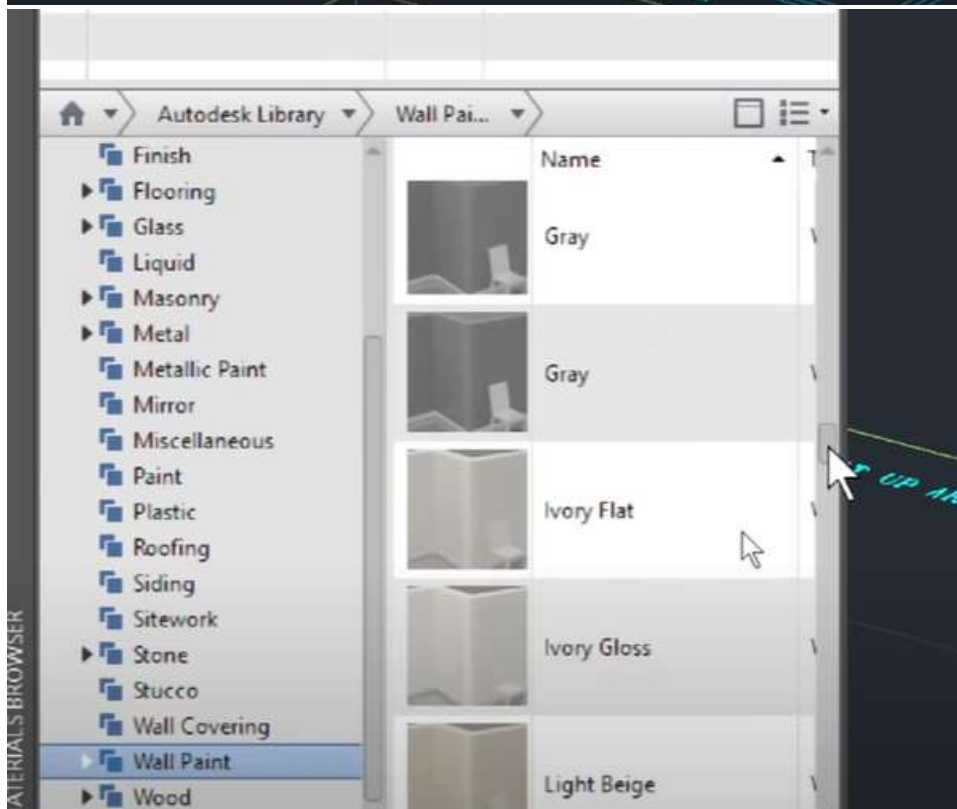 Autodesk Library Wall Pai...
Finish
Flooring
Glass
Liquid
Masonry
Metal
Metallic Paint
Mirror
Miscellaneous
Paint
Plastic
Roofing
Siding
Sitework
Stone
Stucco
Wall Covering
Wall Paint
Wood
Name
Gray
Gray
Ivory Flat
Ivory Gloss
Light Beige
ATERIALS BROWSER
UP